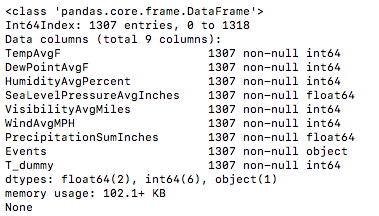 <class 'pandas.core.frame.DataFrame'>
Int64Index: 1307 entries, 0 to 1318
Data columns (total 9 columns):
TempAvgF                    1307 non-null int64
DewPointAvgF                1307 non-null int64
HumidityAvgPercent          1307 non-null int64
SeaLevelPressureAvgInches   1307 non-null float64
VisibilityAvgMiles          1307 non-null int64
WindAvgMPH                  1307 non-null int64
PrecipitationSumInches      1307 non-null float64
Events                      1307 non-null object
T_dummy                     1307 non-null int64
dtypes: float64(2), int64(6), object(1)
memory usage: 102.1+ KB
None